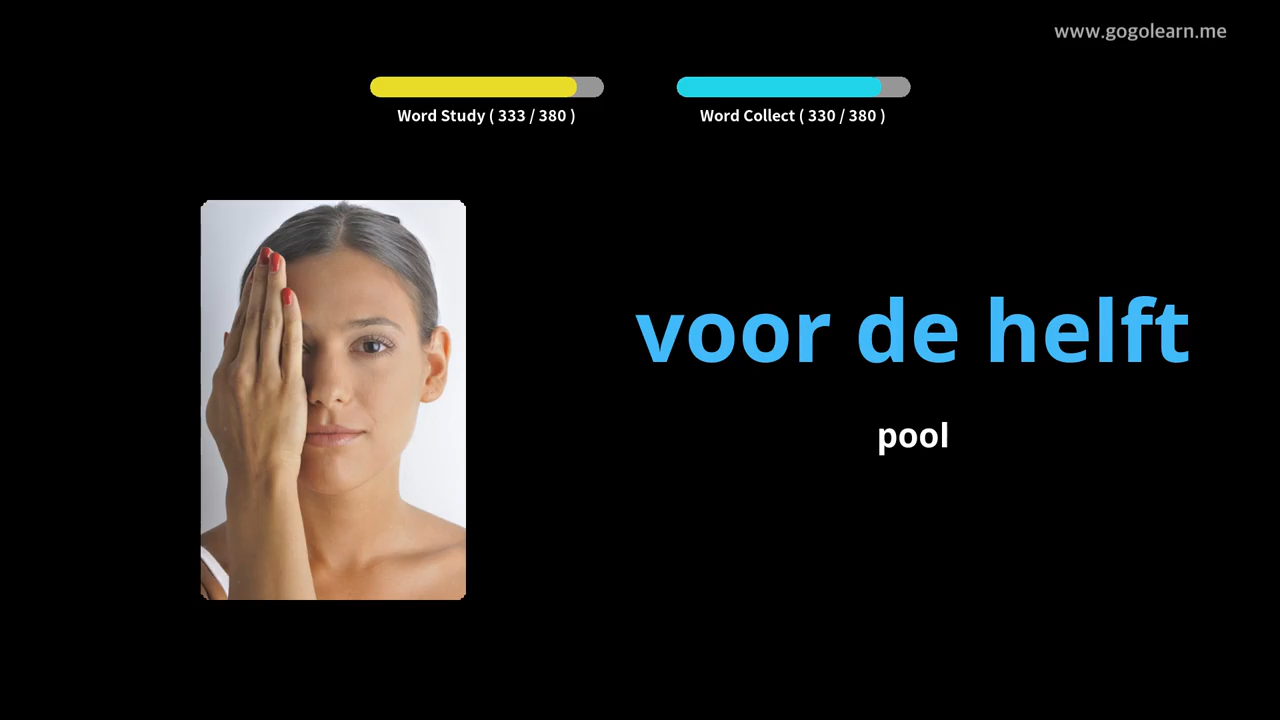 www.gogolearn.me
Word Study ( 333 / 380 )
Word Collect ( 330 / 380 )
voor de helft
pool